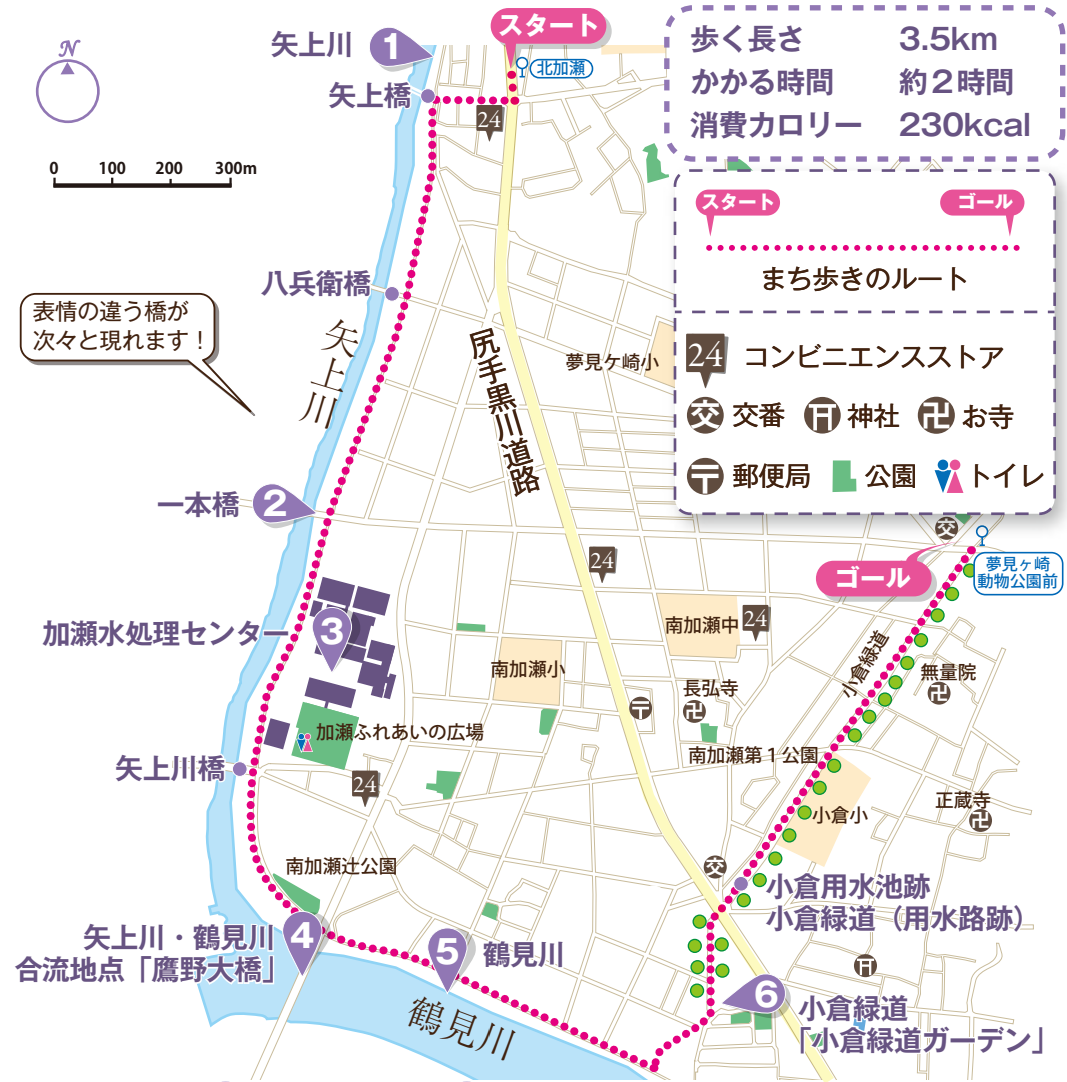 スタート
歩く長さ 3.5km
かかる時間 約２時間
消費カロリー 230kcal
N
矢上川
1
北加瀬
矢上橋
24
0 100 200 300m
スタート
ゴール
まち歩きのルート
八兵衛橋
表情の違う橋が
次々と現れます！
矢上川
尻手黒川道路
夢見ケ崎小
24 コンビニエンスストア
交 交番
神社
卍 お寺
〒 郵便局
公園
トイレ
一本橋
2
交
夢見ヶ崎
動物公園前
ゴール
24
加瀬水処理センター
3
南加瀬中
24
小倉緑道
南加瀬小
無量院
卍
長弘寺
卍
〒
加瀬ふれあいの広場
南加瀬第１公園
矢上川橋
24
小倉小
正蔵寺
卍
南加瀬辻公園
交
小倉用水池跡
小倉緑道（用水路跡）
矢上川・鶴見川
合流地点「鷹野大橋」
4
5
鶴見川
鶴見川
6
小倉緑道
「小倉緑道ガーデン」